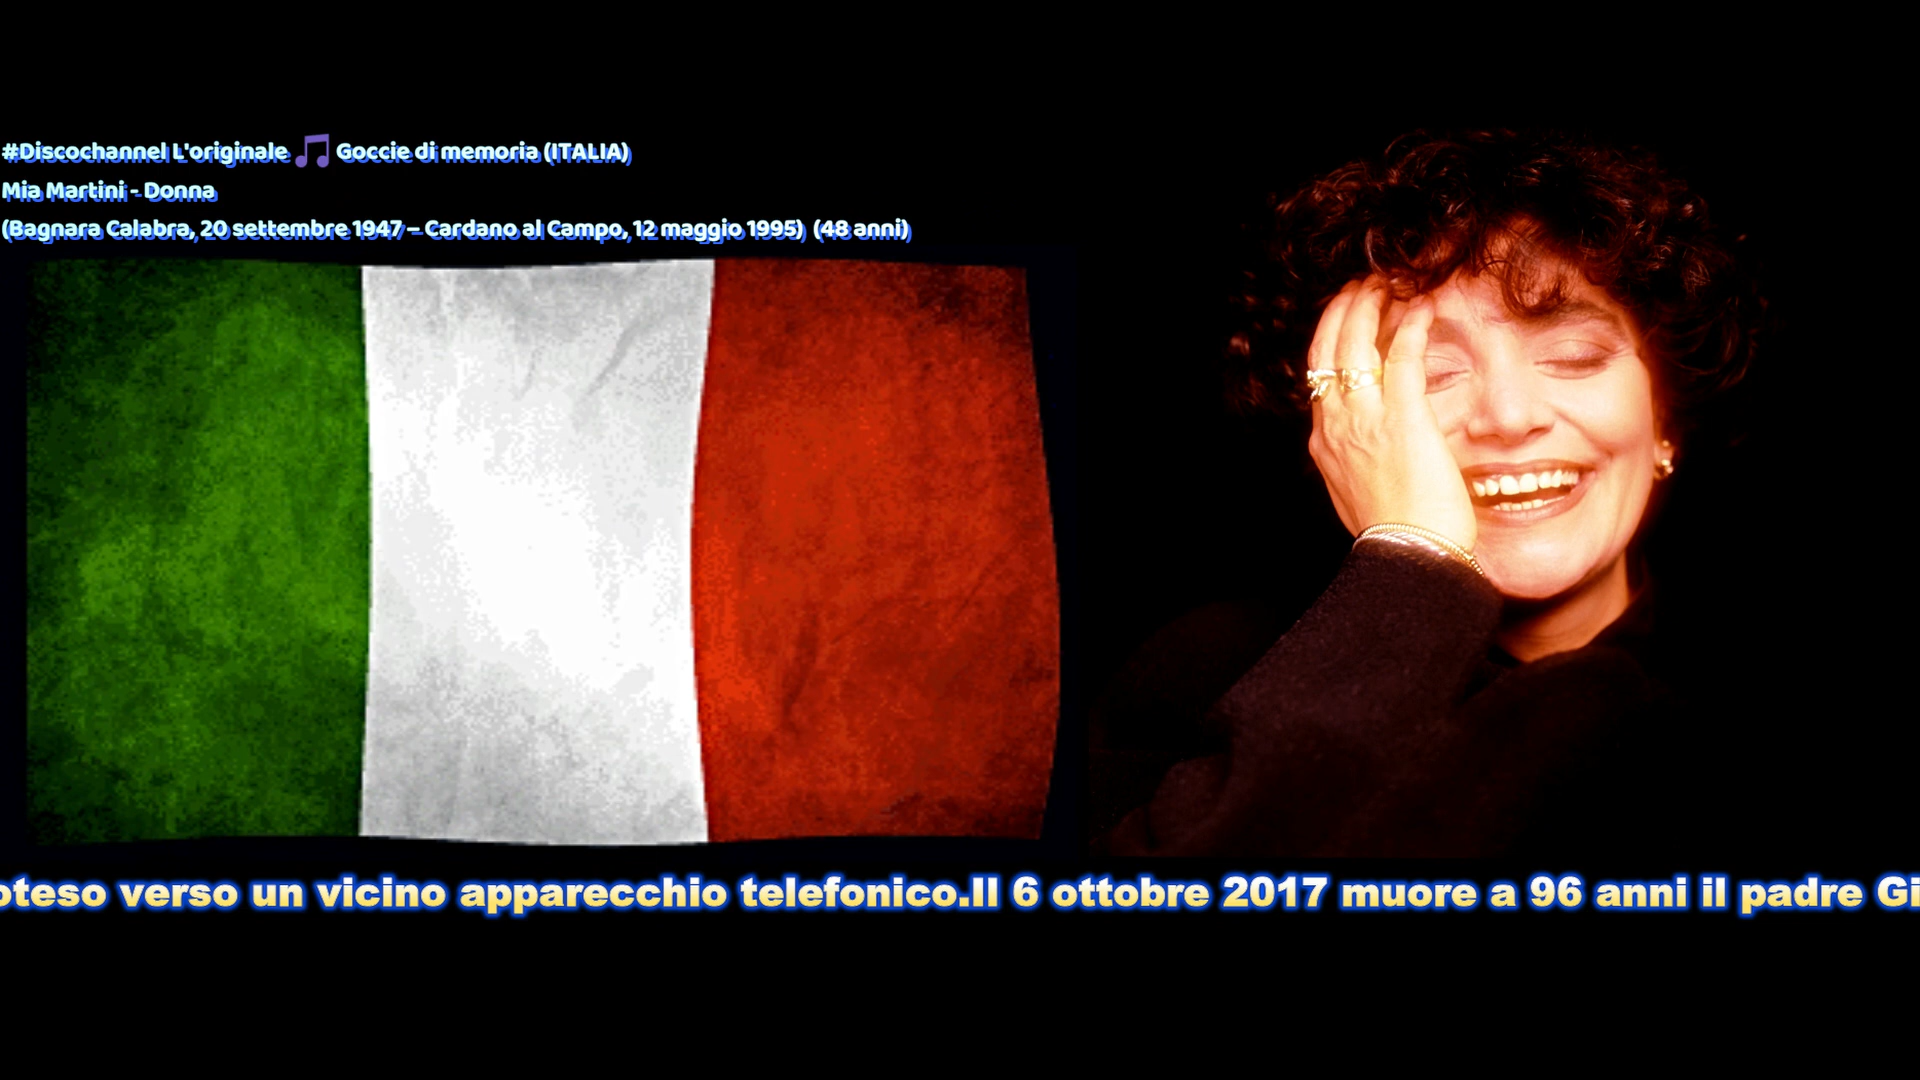 #Discochannel L'originale 🎵 Goccie di memoria (ITALIA)
Mia Martini - Donna
(Bagnara Calabra, 20 settembre 1947 – Cardano al Campo, 12 maggio 1995) (48 anni)
oteso verso un vicino apparecchio telefonico.Il 6 ottobre 2017 muore a 96 anni il padre Gi